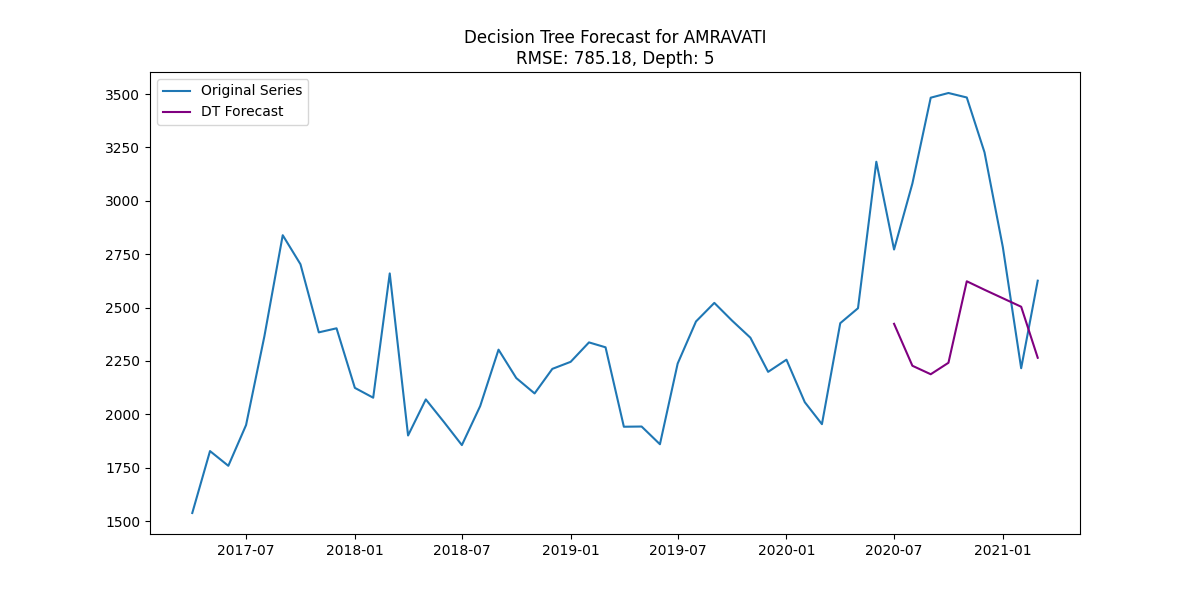 Decision Tree Forecast for AMRAVATI
RMSE: 785.18, Depth: 5
Original Series
DT Forecast
3500
3250
3000
2750
2500
2250
2000
1750
1500
2017-07 2018-01 2018-07 2019-01 2019-07 2020-01 2020-07 2021-01